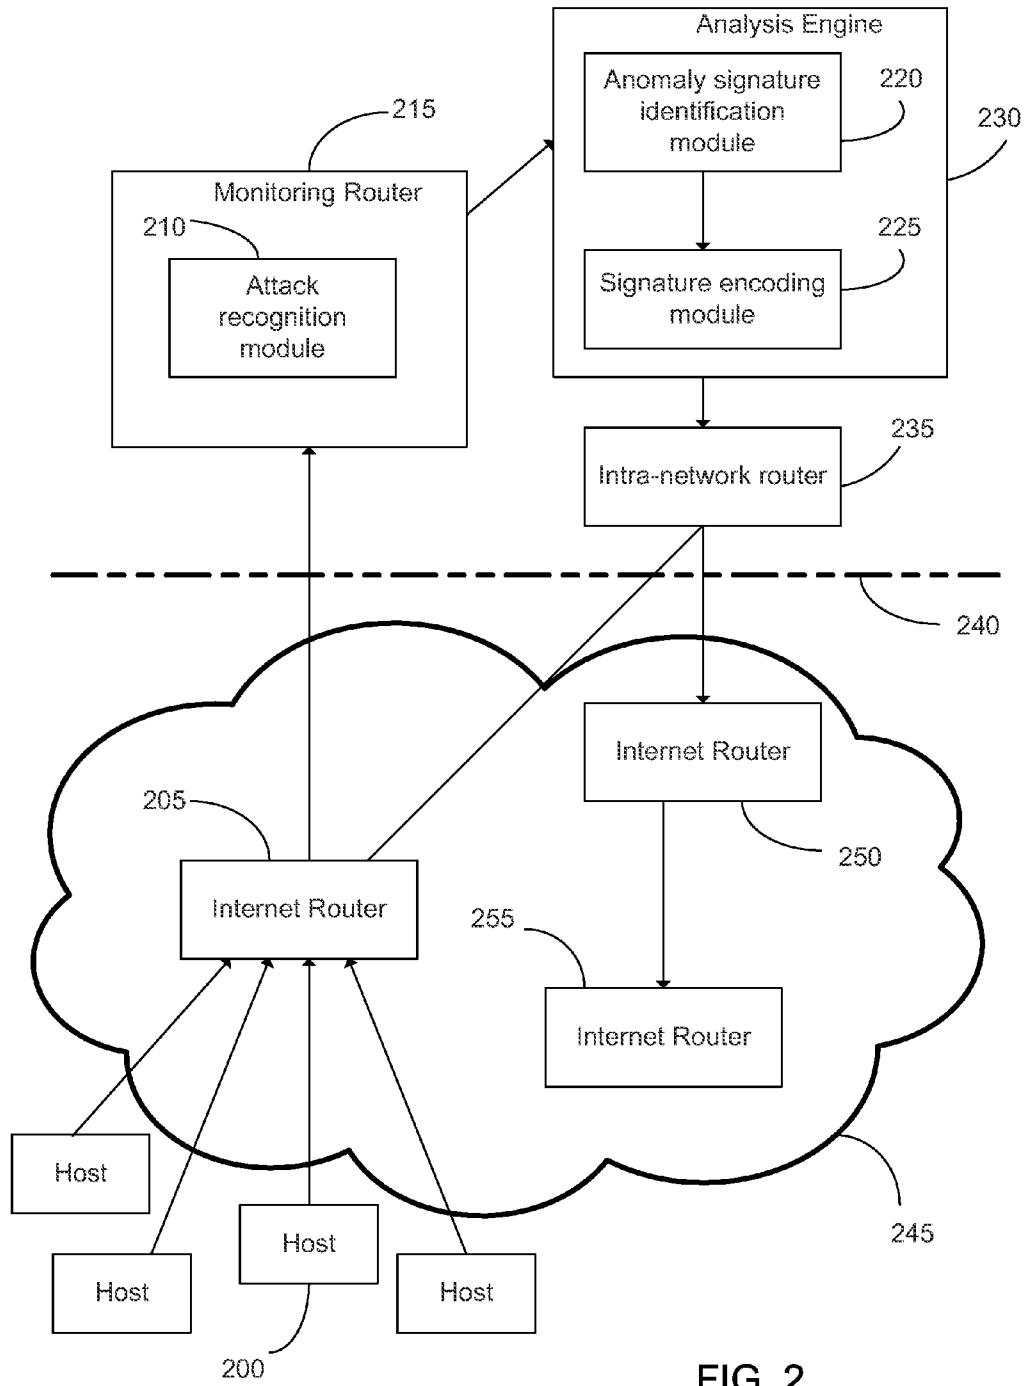 Analysis Engine
Anomaly signature
identification
module
220
230
215
Monitoring Router
210
Attack
recognition
module
225
Signature encoding
module
235
Intra-network router
240
Internet Router
205
250
Internet Router
255
Internet Router
Host
245
Host
Host
Host
200
FIG. 2